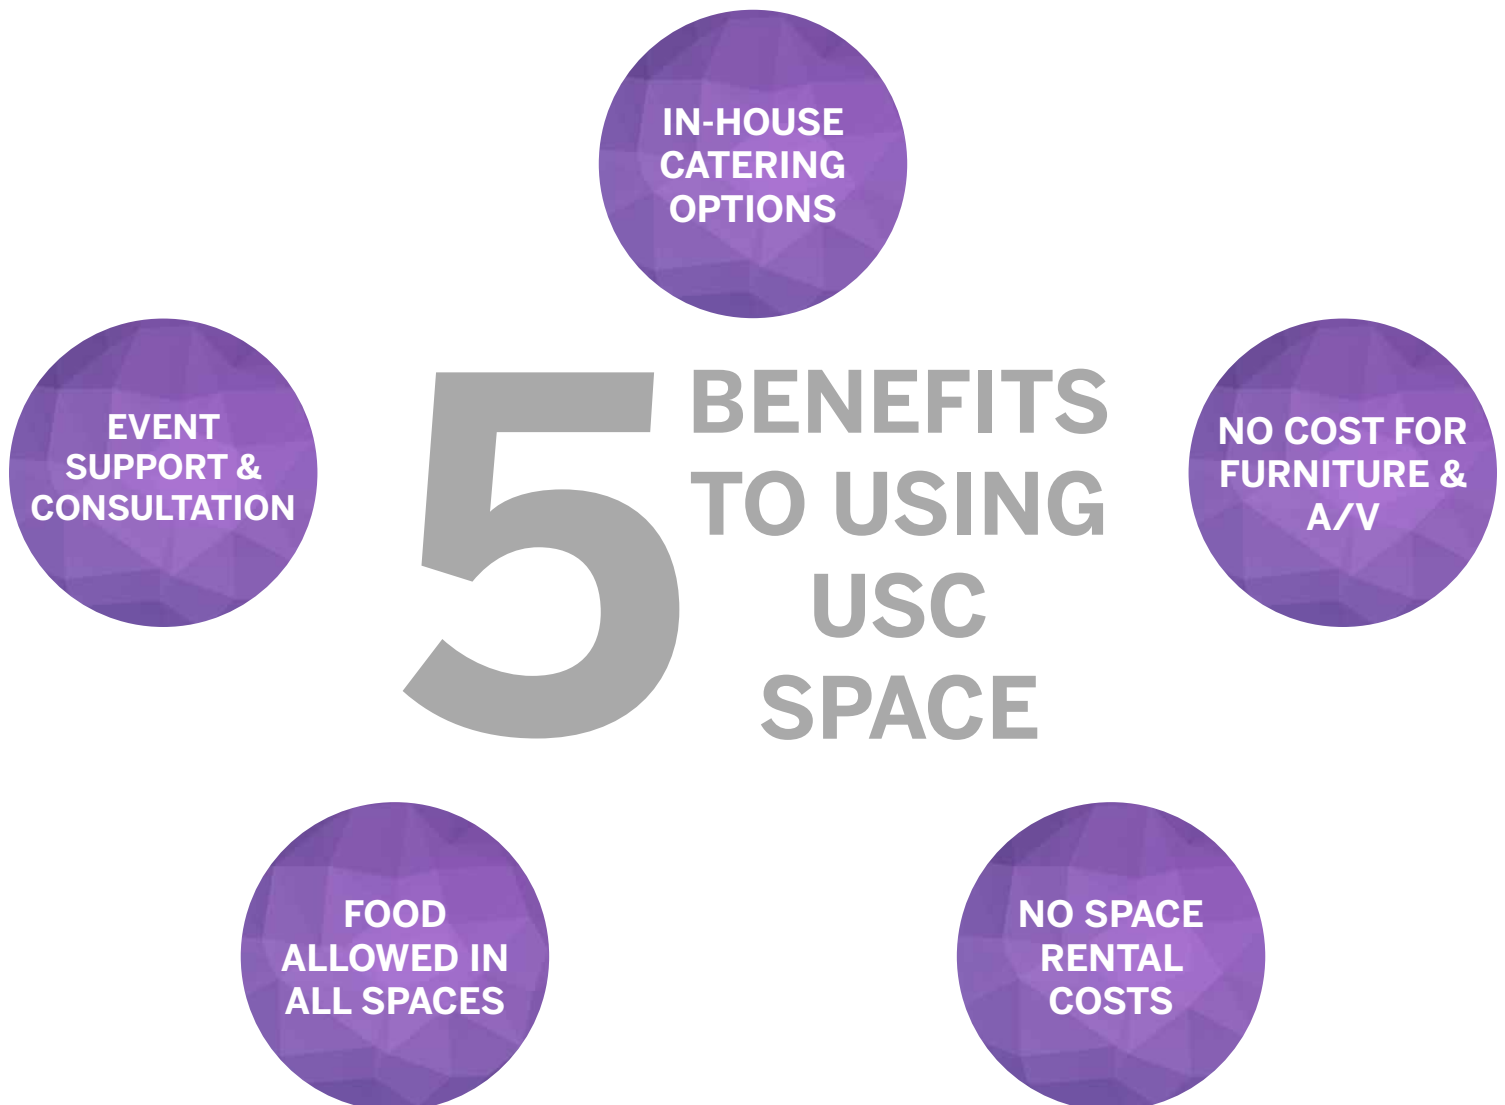 IN-HOUSE
CATERING
OPTIONS
EVENT
SUPPORT &
CONSULTATION
5
BENEFITS
TO USING
USC
SPACE
NO COST FOR
FURNITURE &
A/V
FOOD
ALLOWED IN
ALL SPACES
NO SPACE
RENTAL
COSTS